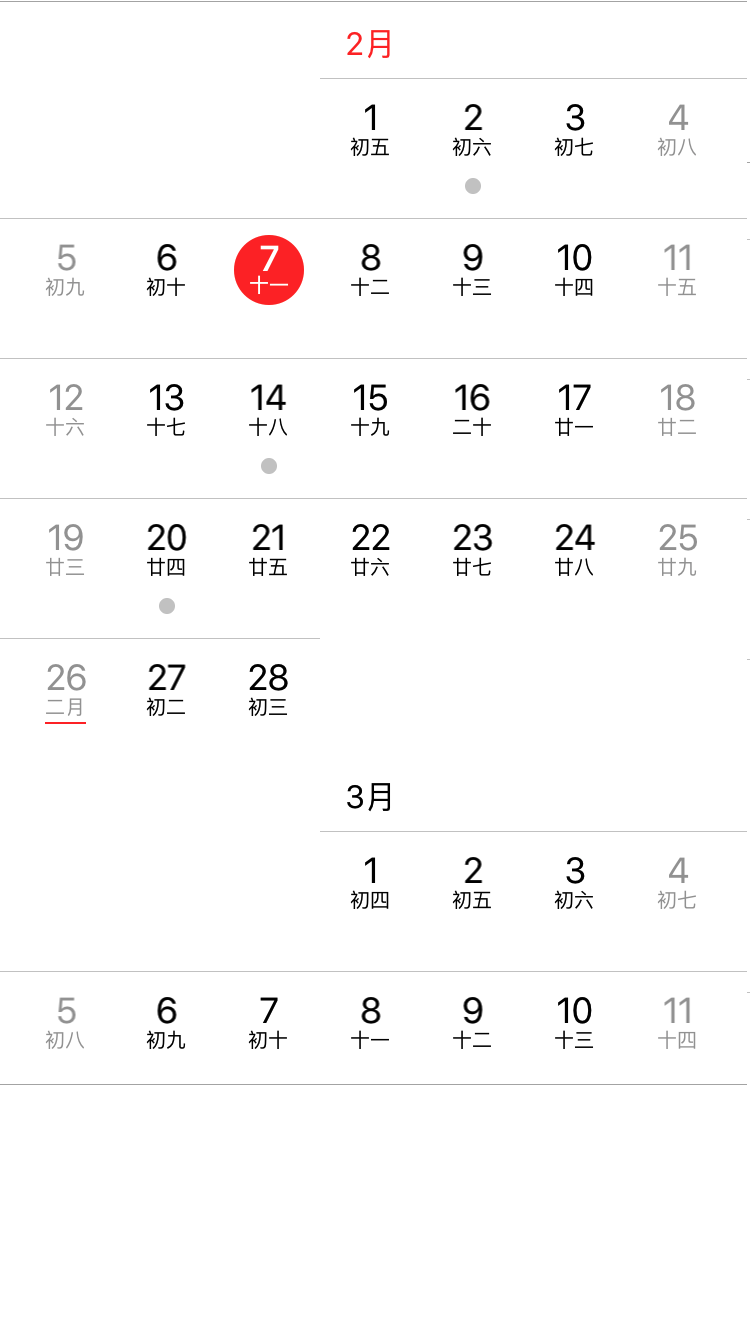 2月
1 2 3 4
初五 初六 初七 初八
5 6 7 8 9 10 11
初九 初十 十一 十二 十三 十四 十五
12 13 14 15 16 17 18
十六 十七 十八 十九 二十 廿一 廿二
19 20 21 22 23 24 25
廿三 廿四 廿五 廿六 廿七 廿八 廿九
26 27 28
二月 初二 初三
3月
1 2 3 4
初四 初五 初六 初七
5 6 7 8 9 10 11
初八 初九 初十 十一 十二 十三 十四